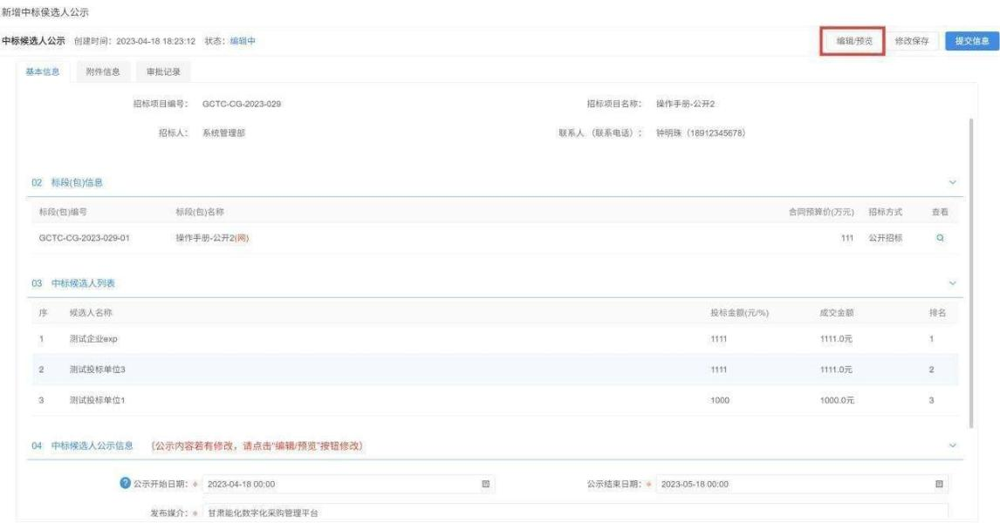 新增中标侯选人公示
中标候选人公示 创建时间：2023-04-18 18:23:12 状态：编辑中 编辑/预览 修改保存 提交信息
基本信息 附件信息 审批记录
招标项目编号： GCTC-CG-2023-029 招标项目名称： 操作手册-公开2
招标人： 系统管理部 联系人 （联系电话）： 钟明珠（18912345678）
02 标段(包)信息
标段(包)编号 标段(包)名称 合同预算价(万元) 招标方式 查看
GCTC-CG-2023-029-01 操作手册-公开2(网) 111 公开招标
03 中标候选人列表
序 候选人名称 投标金额(元/%) 成交金额 排名
1 测试企业exp 1111 1111.0元 1
2 测试投标单位3 1111 1111.0元 2
3 测试投标单位1 1000 1000.0元 3
04 中标候选人公示信息 （公示内容若有修改，请点击“编辑/预览”按钮修改）
? 公示开始日期：* 2023-04-18 00:00 公示结束日期：* 2023-05-18 00:00
发布媒介：* 甘肃能化数字化采购管理平台